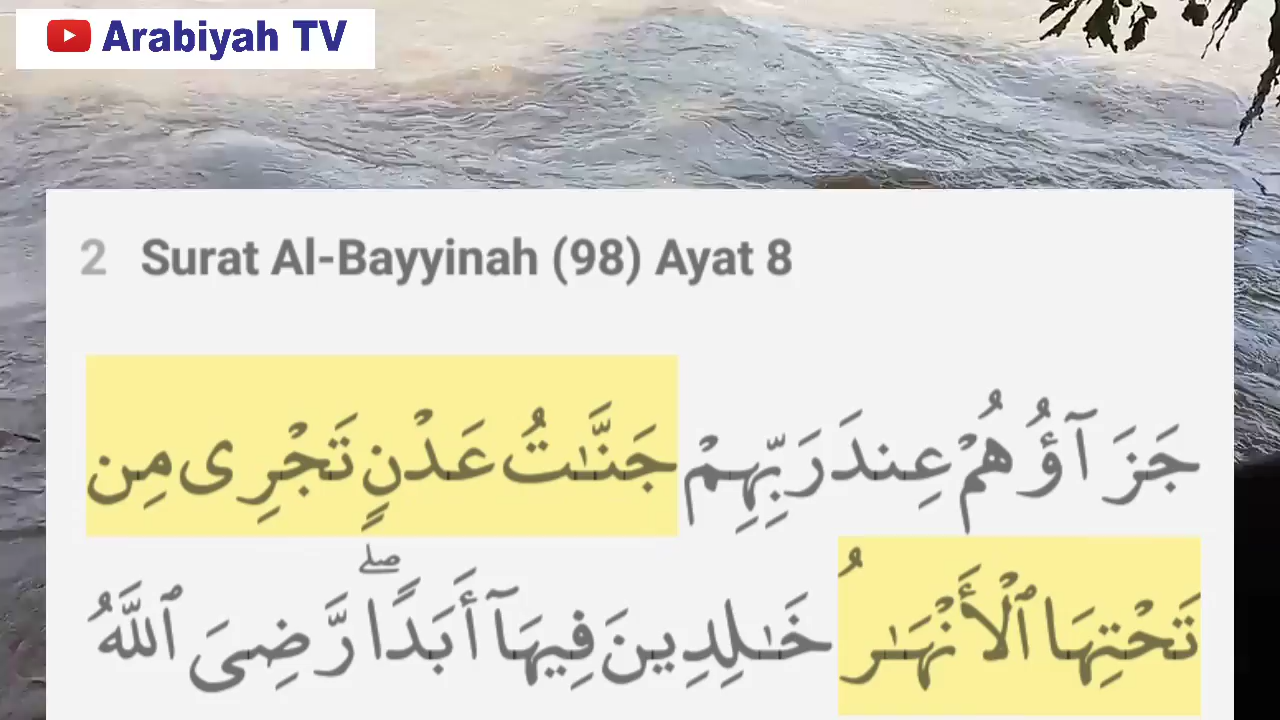 Arabiyah TV
2 Surat Al-Bayyinah (98) Ayat 8
جَزَآؤُهُمْ عِندَ رَبِّهِمْ جَنَّـٰتُ عَدْنٍ تَجْرِى مِن
تَحْتِهَا ٱلْأَنْهَـٰرُ خَـٰلِدِينَ فِيهَآ أَبَدًا ۖ رَّضِىَ ٱللَّهُ